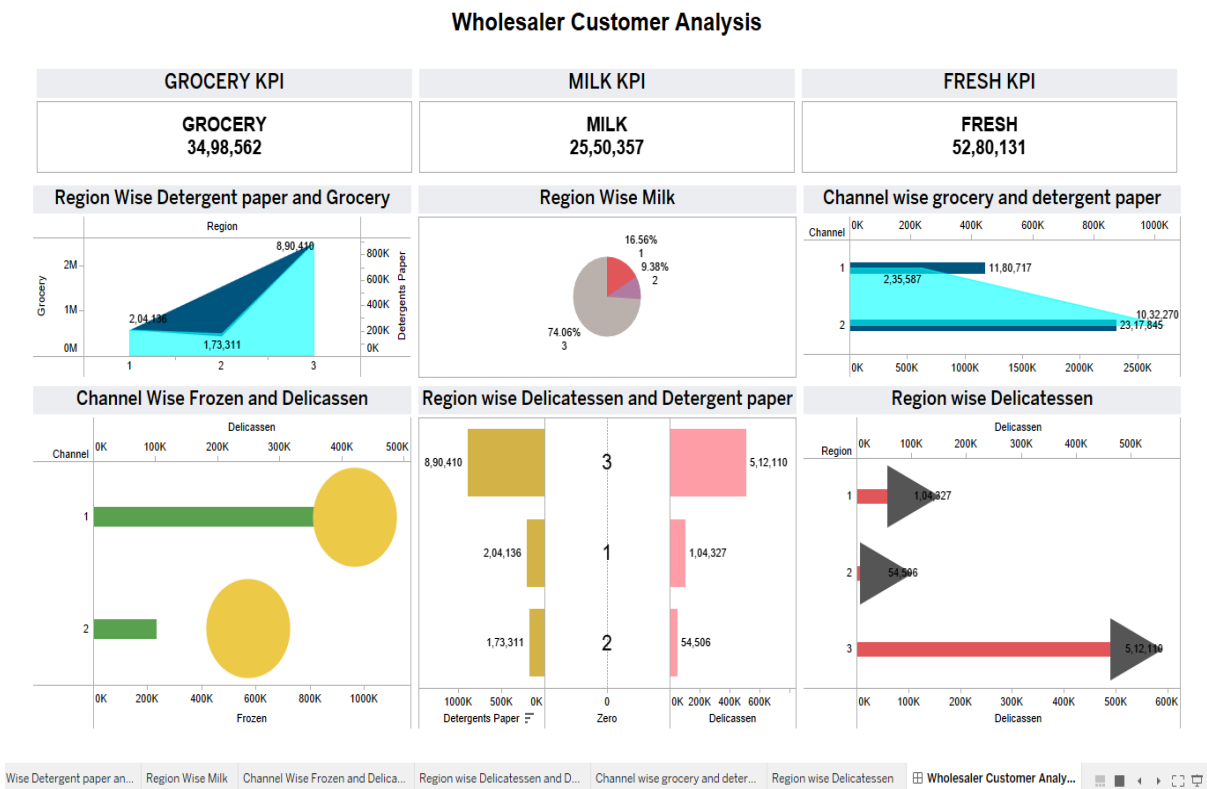 Wholesaler Customer Analysis
GROCERY KPI
MILK KPI
FRESH KPI
GROCERY
34,98,562
MILK
25,50,357
FRESH
52,80,131
Region Wise Detergent paper and Grocery
Region
8,90,410
2M
1M
0M
Grocery
2,04,136
1,73,311
800K
600K
400K
200K
0K
Detergents Paper
1 2 3
Region Wise Milk
16.56%
1
9.38%
2
74.06%
3
Channel wise grocery and detergent paper
Channel
0K 200K 400K 600K 800K 1000K
1
11,80,717
2,35,587
10,32,270
2
23,17,845
0K 500K 1000K 1500K 2000K 2500K
Channel Wise Frozen and Delicassen
Delicassen
Channel
0K 100K 200K 300K 400K 500K
1
2
0K 200K 400K 600K 800K 1000K
Frozen
Region wise Delicatessen and Detergent paper
8,90,410 3 5,12,110
2,04,136 1 1,04,327
1,73,311 2 54,506
1000K 500K 0K
0
0K 200K 400K 600K
Detergents Paper
Zero
Delicassen
Region wise Delicatessen
Delicassen
Region
0K 100K 200K 300K 400K 500K
1 1,04,327
2 54,506
3 5,12,110
0K 100K 200K 300K 400K 500K 600K
Delicassen
Wise Detergent paper an...
Region Wise Milk
Channel Wise Frozen and Delica...
Region wise Delicatessen and D...
Channel wise grocery and deter...
Region wise Delicatessen
Wholesaler Customer Analy...